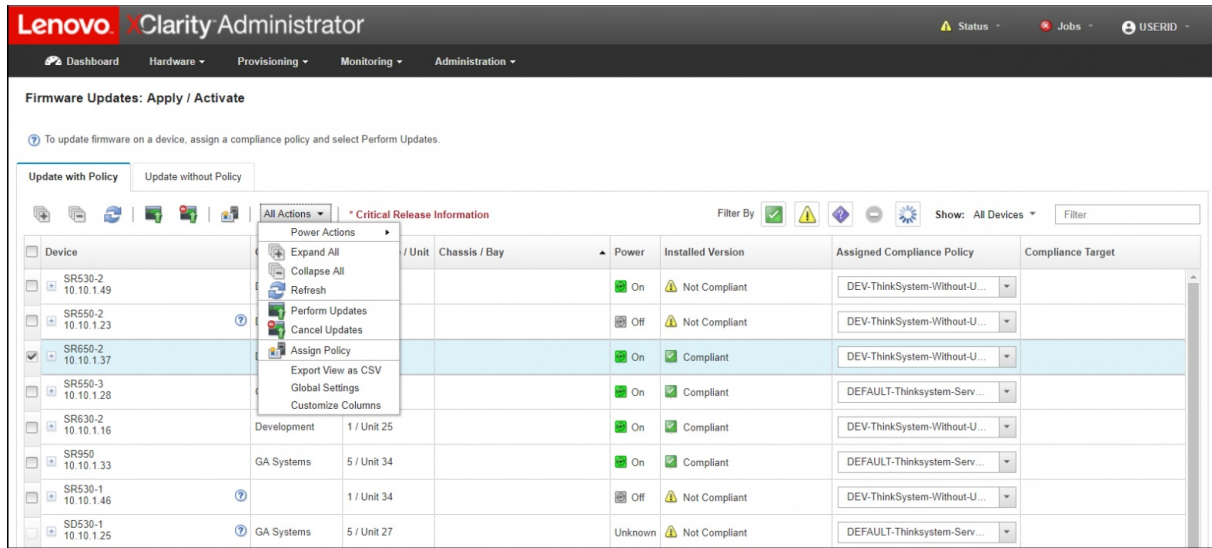 Lenovo. XClarity Administrator
Status
Jobs
USERID
Dashboard Hardware Provisioning Monitoring Administration
Firmware Updates: Apply / Activate
To update firmware on a device, assign a compliance policy and select Perform Updates.
Update with Policy Update without Policy
All Actions * Critical Release Information Filter By Show: All Devices Filter
Power Actions
Expand All
Collapse All
Refresh
Perform Updates
Cancel Updates
Assign Policy
Export View as CSV
Global Settings
Customize Columns
Device / Unit Chassis / Bay Power Installed Version Assigned Compliance Policy Compliance Target
SR530-2
10.10.1.49
On Not Compliant DEV-ThinkSystem-Without-U...
SR550-2
10.10.1.23
Off Not Compliant DEV-ThinkSystem-Without-U...
SR650-2
10.10.1.37
On Compliant DEV-ThinkSystem-Without-U...
SR550-3
10.10.1.28
On Compliant DEFAULT-Thinksystem-Serv...
SR630-2
10.10.1.16
Development 1 / Unit 25 On Compliant DEV-ThinkSystem-Without-U...
SR950
10.10.1.33
GA Systems 5 / Unit 34 On Compliant DEFAULT-Thinksystem-Serv...
SR530-1
10.10.1.46
1 / Unit 34 Off Not Compliant DEV-ThinkSystem-Without-U...
SD530-1
10.10.1.25
GA Systems 5 / Unit 27 Unknown Not Compliant DEFAULT-Thinksystem-Serv...